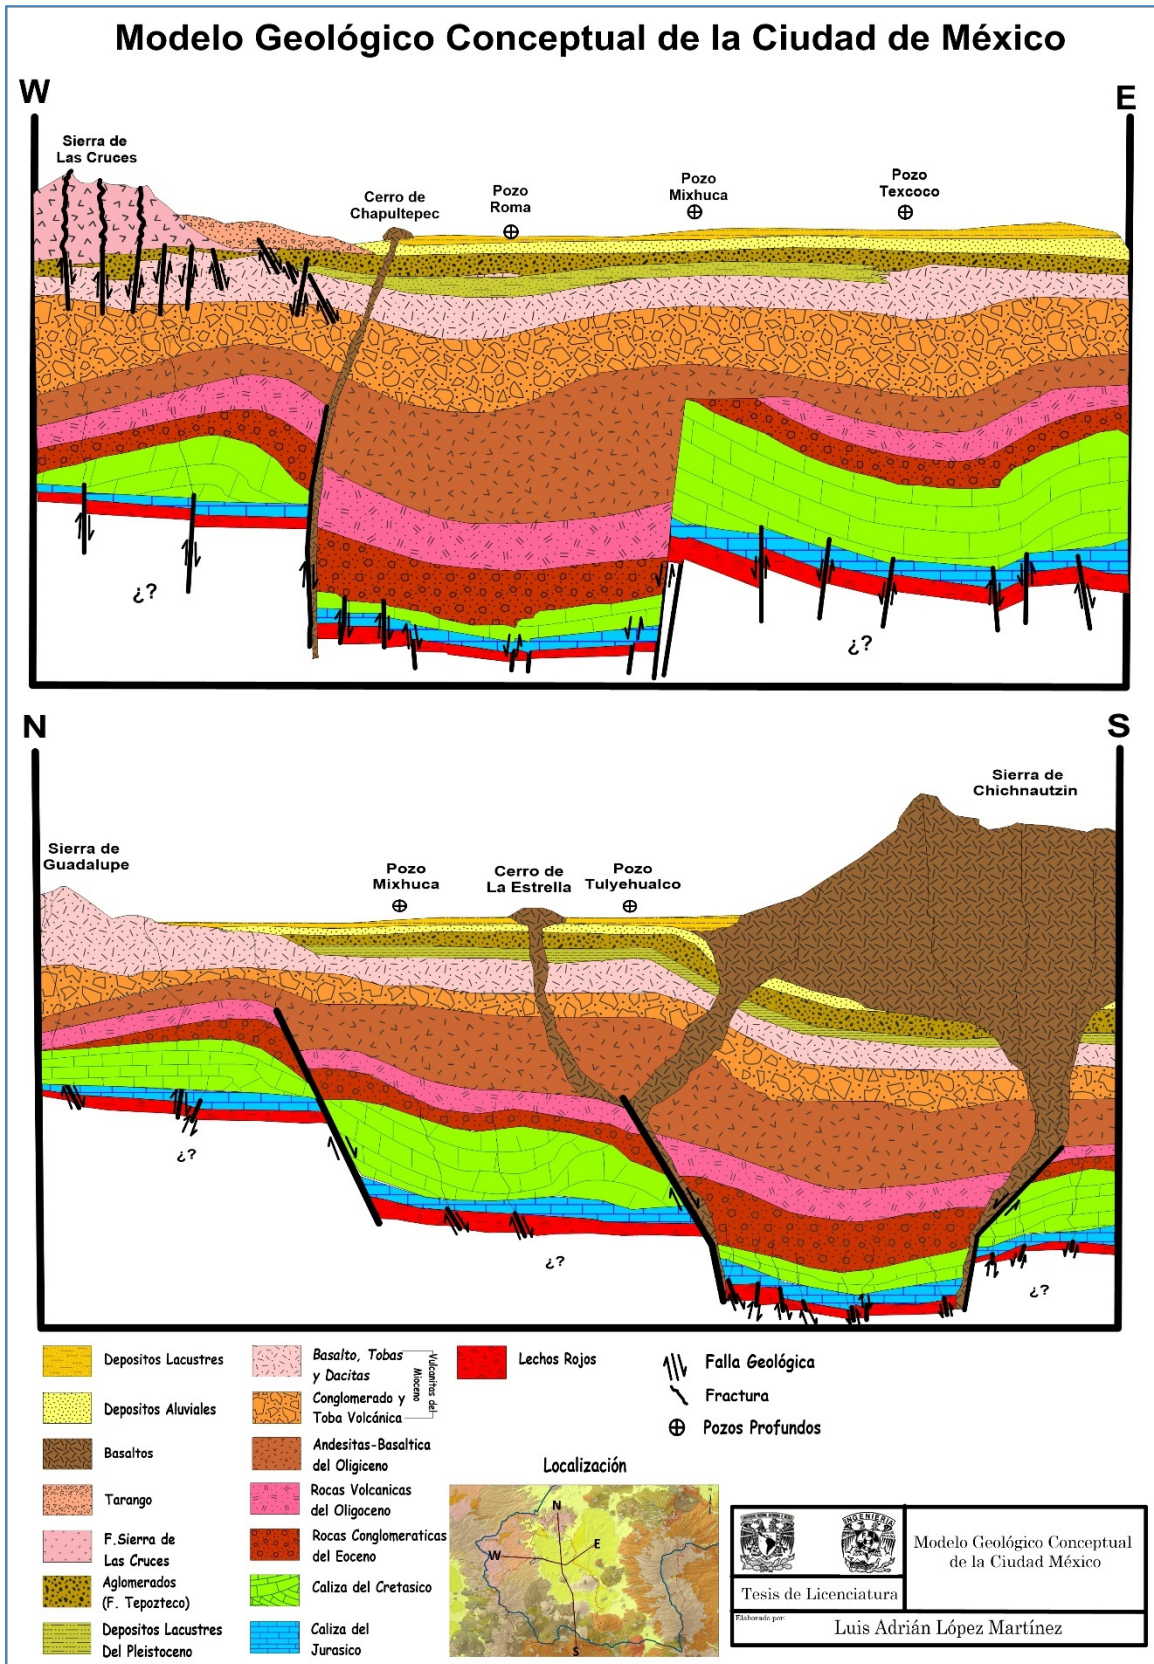 Modelo Geológico Conceptual de la Ciudad de México
W
E
Sierra de
Las Cruces
Cerro de
Chapultepec
Pozo
Roma
Pozo
Mixhuca
Pozo
Texcoco
¿?
¿?
N
S
Sierra de
Chichnautzin
Sierra de
Guadalupe
Pozo
Mixhuca
Cerro de
La Estrella
Pozo
Tulyehualco
¿?
¿?
¿?
Depositos Lacustres
Depositos Aluviales
Basaltos
Tarango
F.Sierra de
Las Cruces
Aglomerados
(F. Tepozteco)
Depositos Lacustres
Del Pleistoceno
Basalto, Tobas
y Dacitas
Conglomerado y
Toba Volcánica
Vulcanitas del
Mioceno
Andesitas-Basaltica
del Oligiceno
Rocas Volcanicas
del Oligoceno
Rocas Conglomeraticas
del Eoceno
Caliza del Cretasico
Caliza del
Jurasico
Lechos Rojos
Falla Geológica
Fractura
Pozos Profundos
Localización
N
W
E
S
INGENIERIA
Modelo Geológico Conceptual
de la Ciudad México
Tesis de Licenciatura
Elaborado por:
Luis Adrián López Martínez